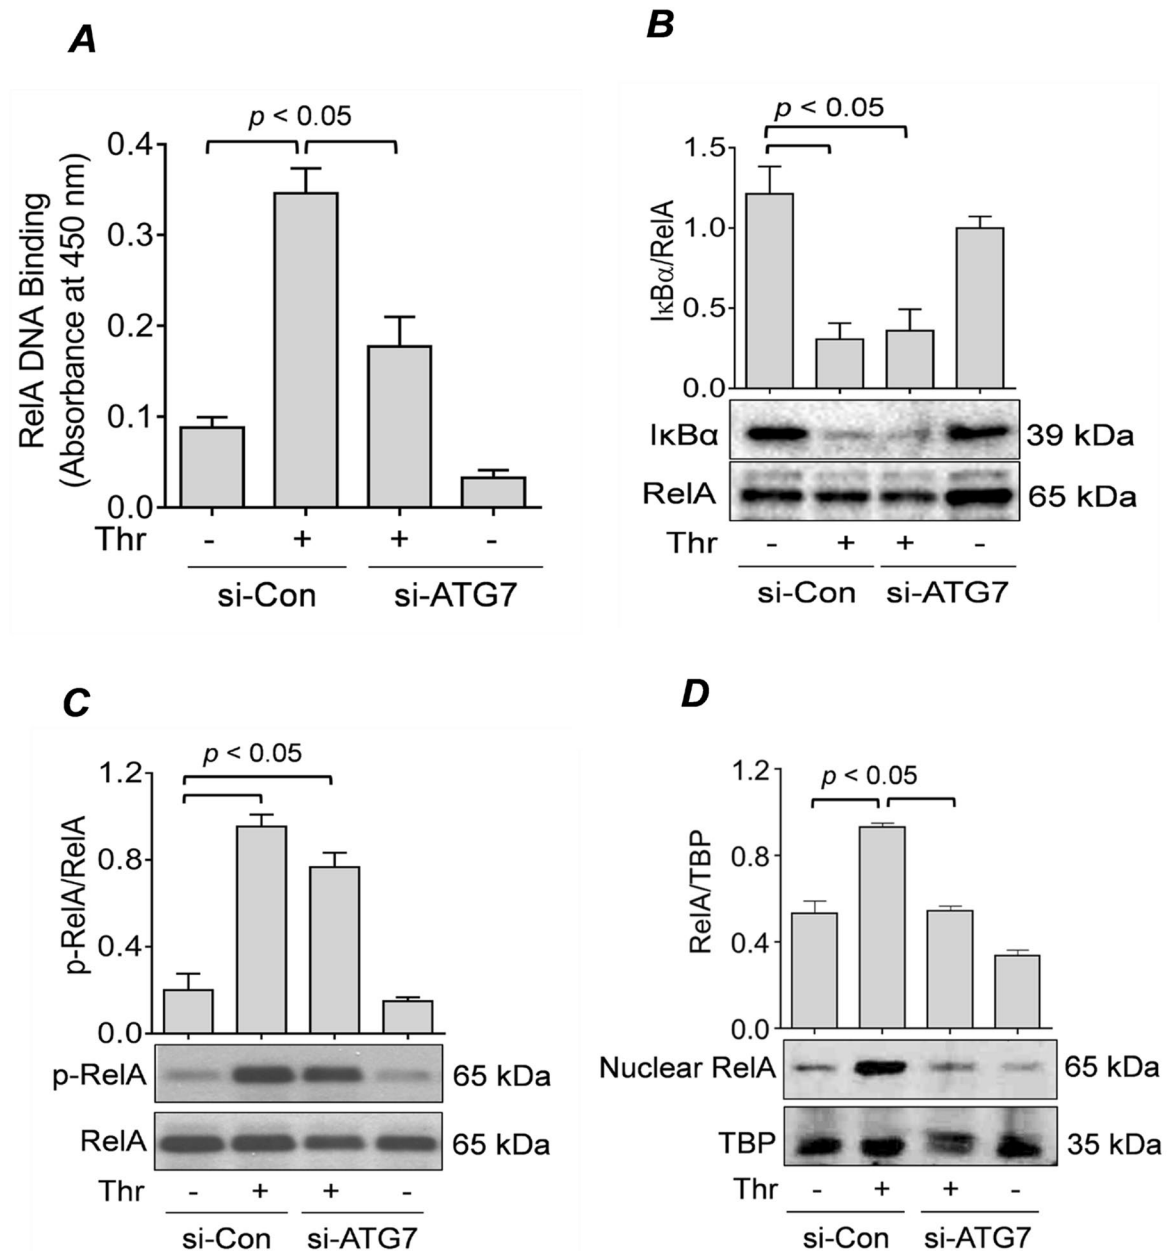 A
p < 0.05
RelA DNA Binding
(Absorbance at 450 nm)
0.4
0.3
0.2
0.1
0.0
Thr - + + -
si-Con si-ATG7
B
p < 0.05
IκBα/RelA
1.5
1.0
0.5
0.0
IκBα 39 kDa
RelA 65 kDa
Thr - + + -
si-Con si-ATG7
C
p < 0.05
p-RelA/RelA
1.2
0.8
0.4
0.0
p-RelA 65 kDa
RelA 65 kDa
Thr - + + -
si-Con si-ATG7
D
p < 0.05
RelA/TBP
1.2
0.8
0.4
0.0
Nuclear RelA 65 kDa
TBP 35 kDa
Thr - + + -
si-Con si-ATG7